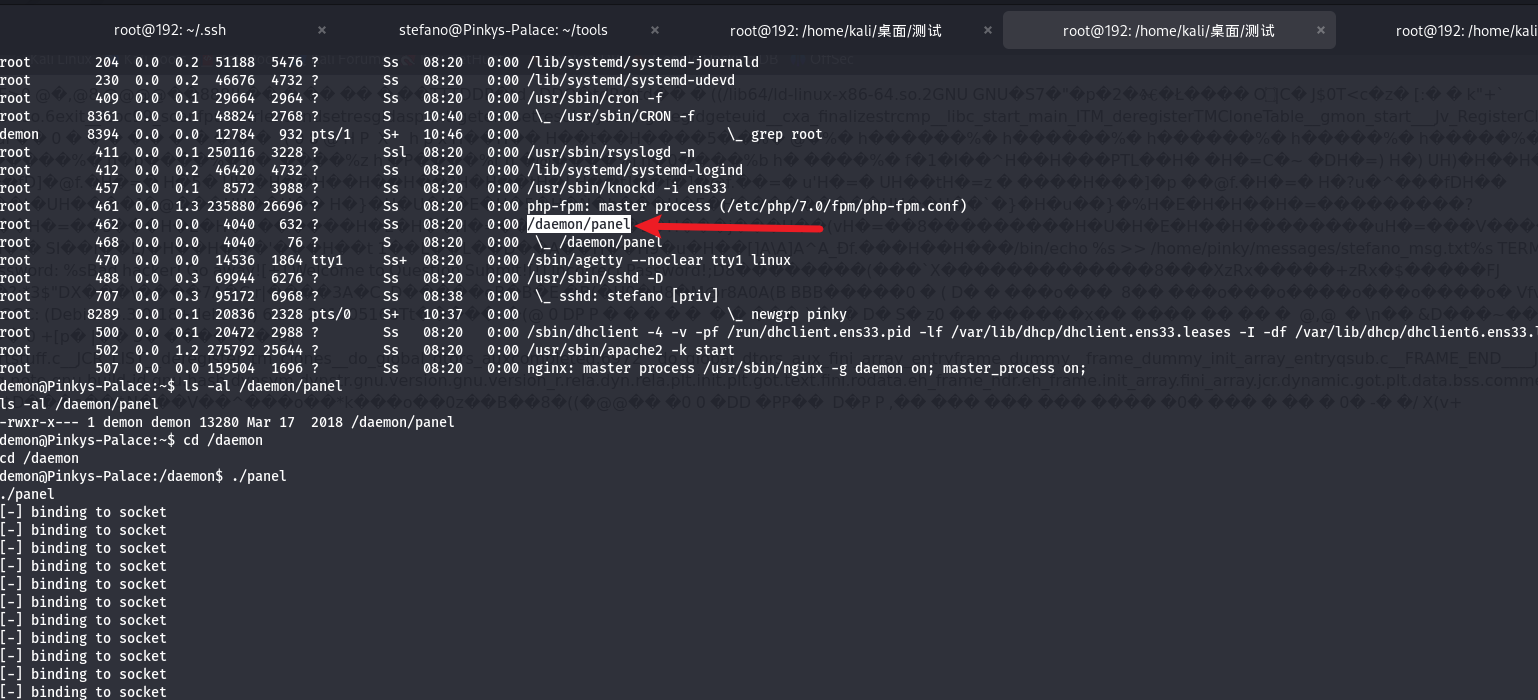 root@192: ~/.ssh × stefano@Pinkys-Palace: ~/tools × root@192: /home/kali/桌面/测试 × root@192: /home/kali/桌面/测试 × root@192: /home/kali
root 204 0.0 0.2 51188 5476 ? Ss 08:20 0:00 /lib/systemd/systemd-journald
root 230 0.0 0.2 46676 4732 ? Ss 08:20 0:00 /lib/systemd/systemd-udevd
root 409 0.0 0.1 29664 2964 ? Ss 08:20 0:00 /usr/sbin/cron -f
root 8361 0.0 0.1 48824 2768 ? S 10:40 0:00 \_ /usr/sbin/CRON -f
demon 8394 0.0 0.0 12784 932 pts/1 S+ 10:46 0:00 \_ grep root
root 411 0.0 0.1 250116 3228 ? Ssl 08:20 0:00 /usr/sbin/rsyslogd -n
root 412 0.0 0.2 46420 4732 ? Ss 08:20 0:00 /lib/systemd/systemd-logind
root 457 0.0 0.1 8572 3988 ? Ss 08:20 0:00 /usr/sbin/knockd -i ens33
root 461 0.0 1.3 235880 26696 ? Ss 08:20 0:00 php-fpm: master process (/etc/php/7.0/fpm/php-fpm.conf)
root 462 0.0 0.0 4040 632 ? Ss 08:20 0:00 /daemon/panel
root 468 0.0 0.0 4040 76 ? S 08:20 0:00 \_ /daemon/panel
root 470 0.0 0.0 14536 1864 tty1 Ss+ 08:20 0:00 /sbin/agetty --noclear tty1 linux
root 488 0.0 0.3 69944 6276 ? Ss 08:20 0:00 /usr/sbin/sshd -D
root 707 0.0 0.3 95172 6968 ? Ss 08:38 0:00 \_ sshd: stefano [priv]
root 8289 0.0 0.1 20836 2328 pts/0 S+ 10:37 0:00 \_ newgrp pinky
root 500 0.0 0.1 20472 2988 ? Ss 08:20 0:00 /sbin/dhclient -4 -v -pf /run/dhclient.ens33.pid -lf /var/lib/dhcp/dhclient.ens33.leases -I -df /var/lib/dhcp/dhclient6.ens33.l
root 502 0.0 1.2 275792 25644 ? Ss 08:20 0:00 /usr/sbin/apache2 -k start
root 507 0.0 0.0 159504 1696 ? Ss 08:20 0:00 nginx: master process /usr/sbin/nginx -g daemon on; master_process on;
demon@Pinkys-Palace:~$ ls -al /daemon/panel
ls -al /daemon/panel
-rwxr-x--- 1 demon demon 13280 Mar 17 2018 /daemon/panel
demon@Pinkys-Palace:~$ cd /daemon
cd /daemon
demon@Pinkys-Palace:/daemon$ ./panel
./panel
[-] binding to socket
[-] binding to socket
[-] binding to socket
[-] binding to socket
[-] binding to socket
[-] binding to socket
[-] binding to socket
[-] binding to socket
[-] binding to socket
[-] binding to socket
[-] binding to socket